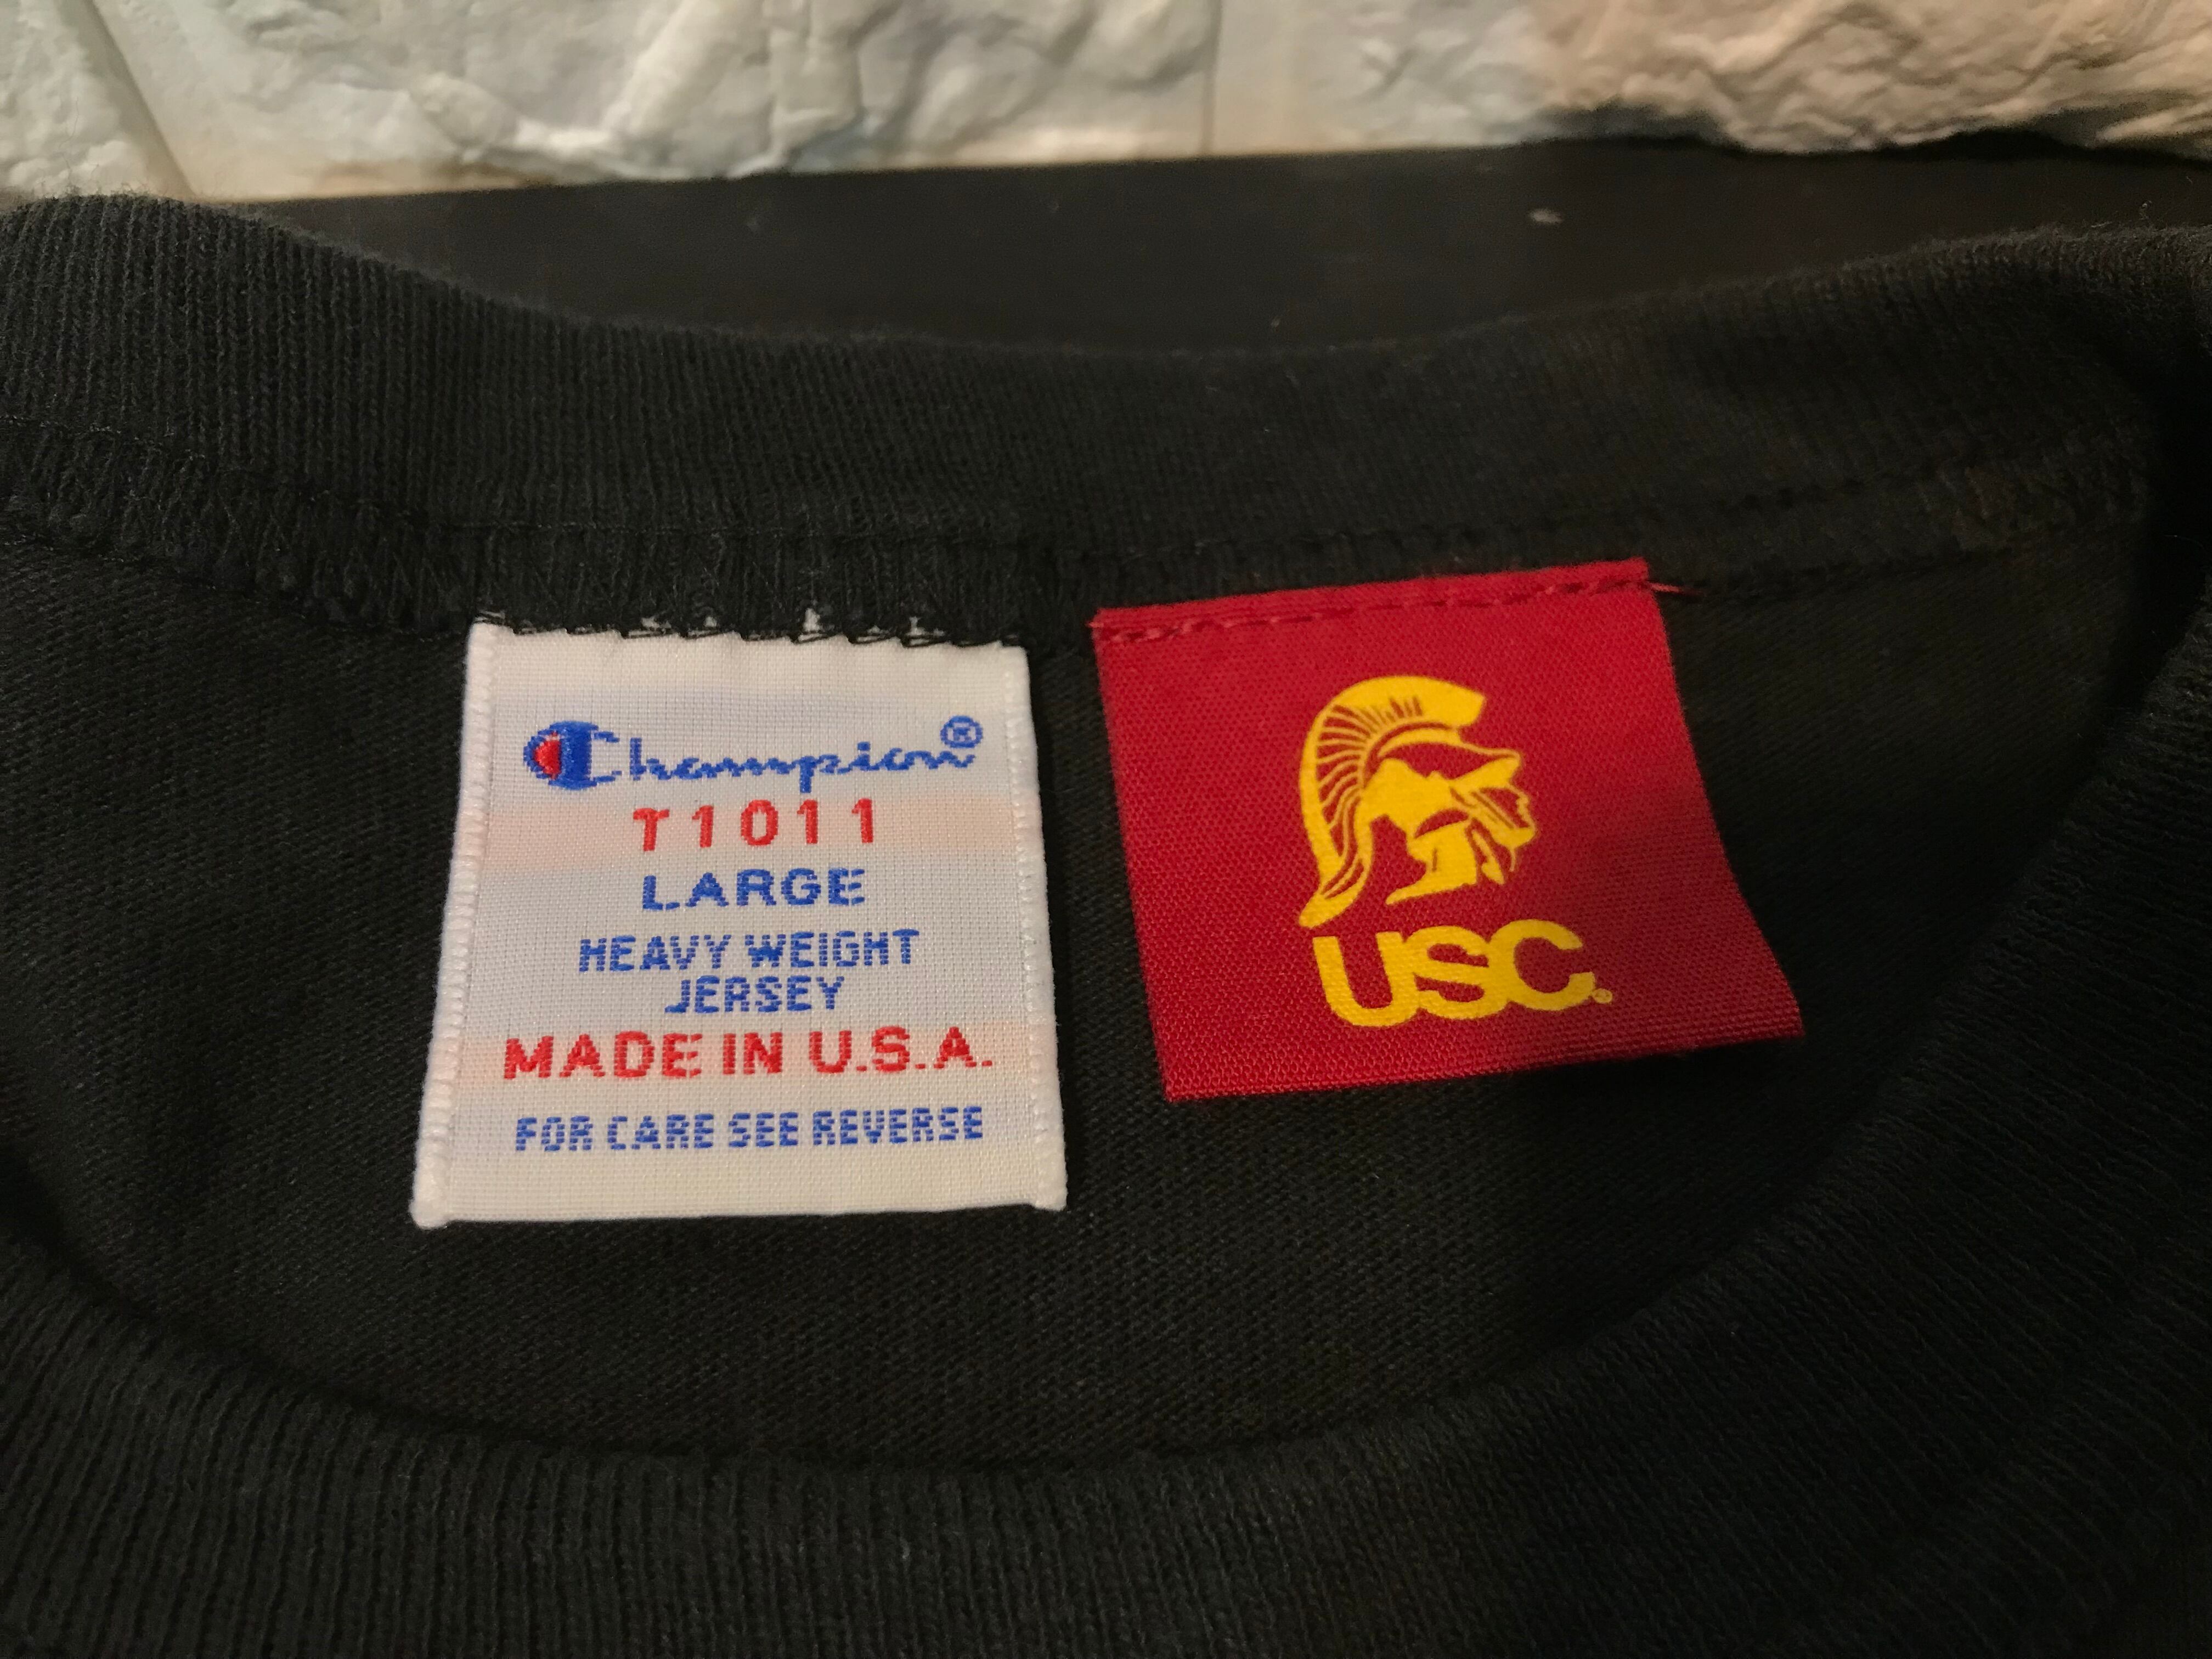 Champion®
T1011
LARGE
HEAVY WEIGHT
JERSEY
MADE IN U.S.A.
FOR CARE SEE REVERSE
USC®